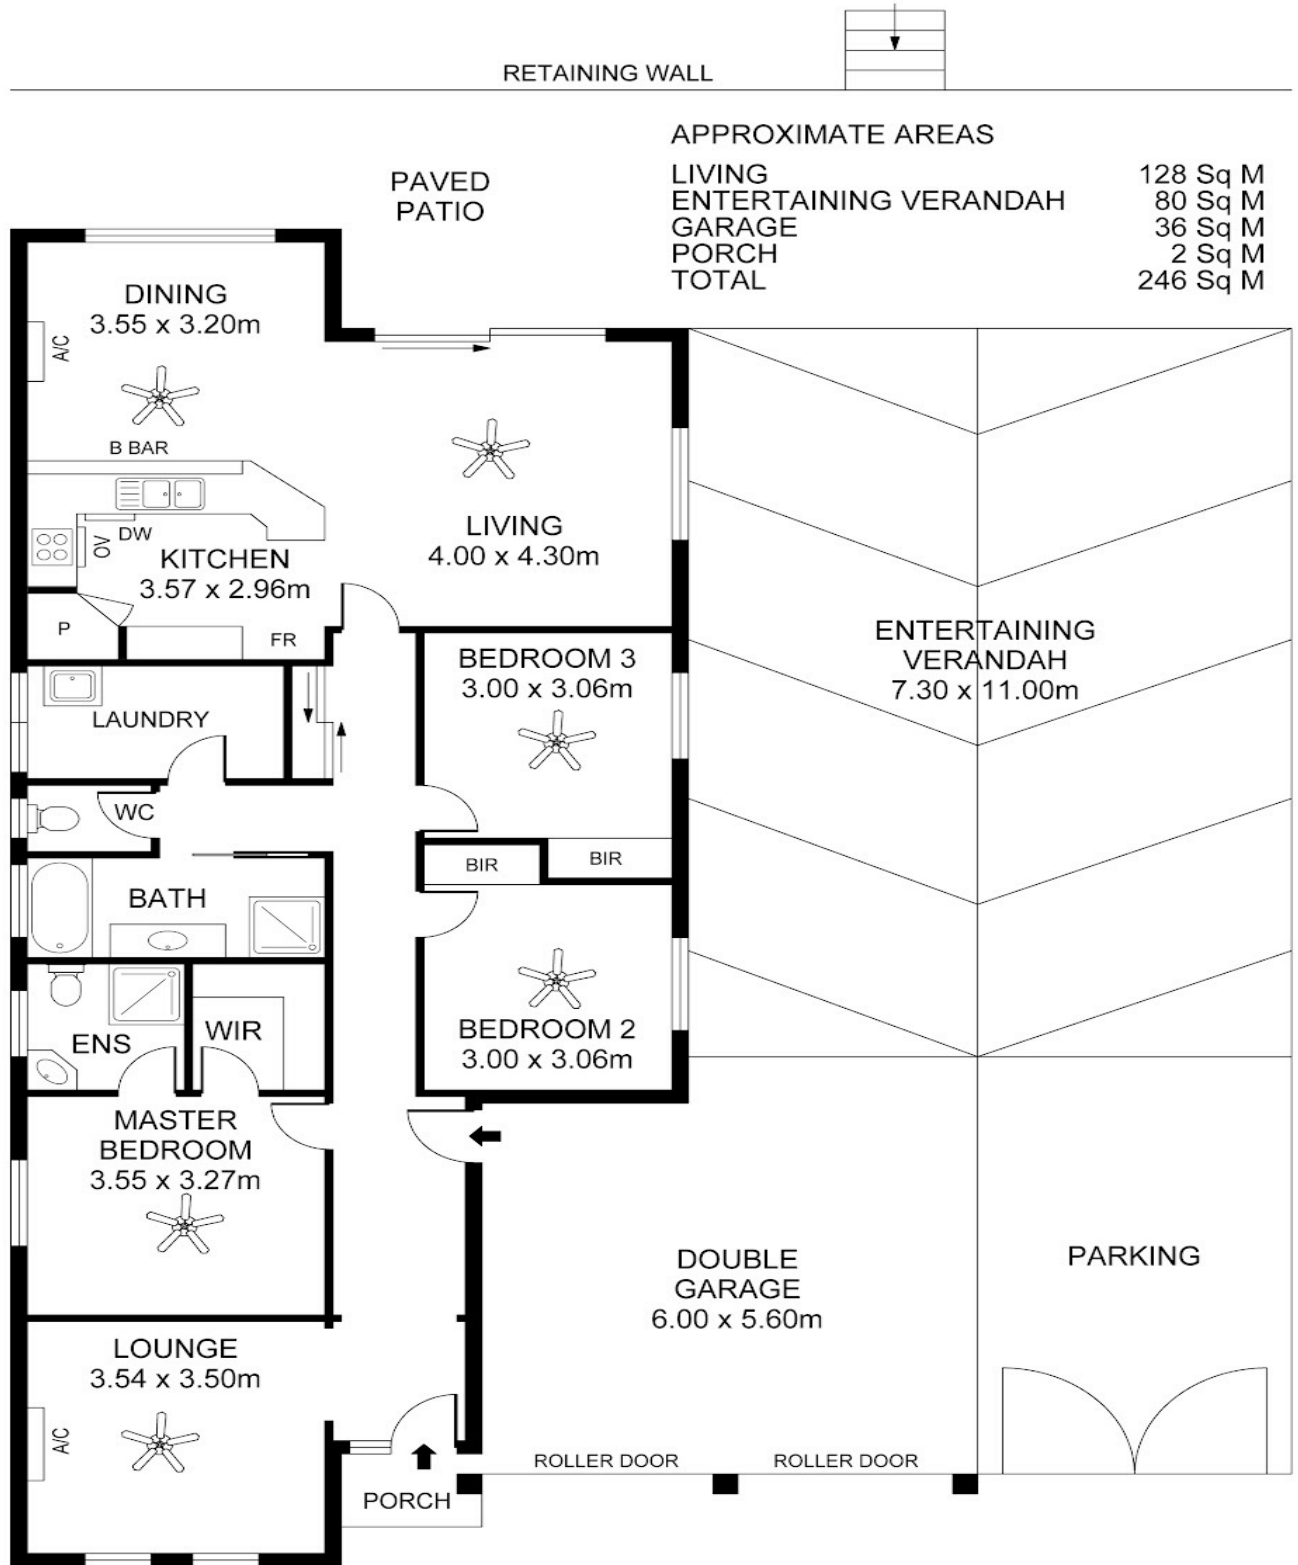 RETAINING WALL
APPROXIMATE AREAS
LIVING 128 Sq M
ENTERTAINING VERANDAH 80 Sq M
GARAGE 36 Sq M
PORCH 2 Sq M
TOTAL 246 Sq M
PAVED
PATIO
DINING
3.55 x 3.20m
A/C
B BAR
LIVING
4.00 x 4.30m
DW
OV
KITCHEN
3.57 x 2.96m
P
FR
ENTERTAINING
VERANDAH
7.30 x 11.00m
BEDROOM 3
3.00 x 3.06m
LAUNDRY
WC
BIR
BIR
BATH
BEDROOM 2
3.00 x 3.06m
ENS
WIR
MASTER
BEDROOM
3.55 x 3.27m
DOUBLE
GARAGE
6.00 x 5.60m
PARKING
LOUNGE
3.54 x 3.50m
A/C
ROLLER DOOR
ROLLER DOOR
PORCH